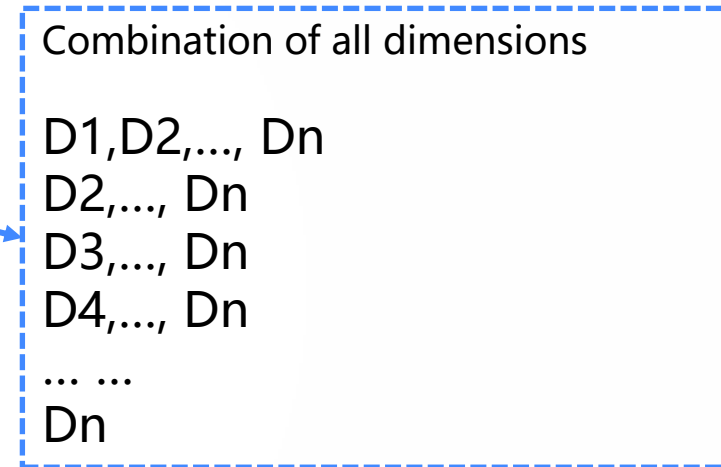 Combination of all dimensions
D1,D2,..., Dn
D2,..., Dn
D3,..., Dn
D4,..., Dn
... ...
Dn